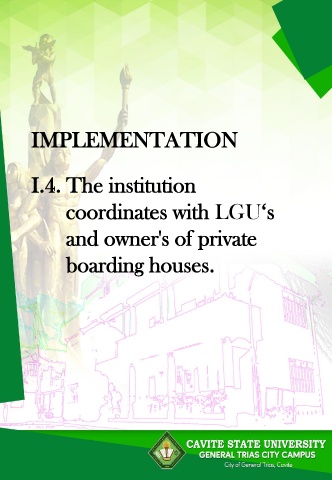 IMPLEMENTATION
I.4. The institution
coordinates with LGU‘s
and owner's of private
boarding houses.
CAVITE STATE UNIVERSITY
GENERAL TRIAS CITY CAMPUS
City of General Trias, Cavite